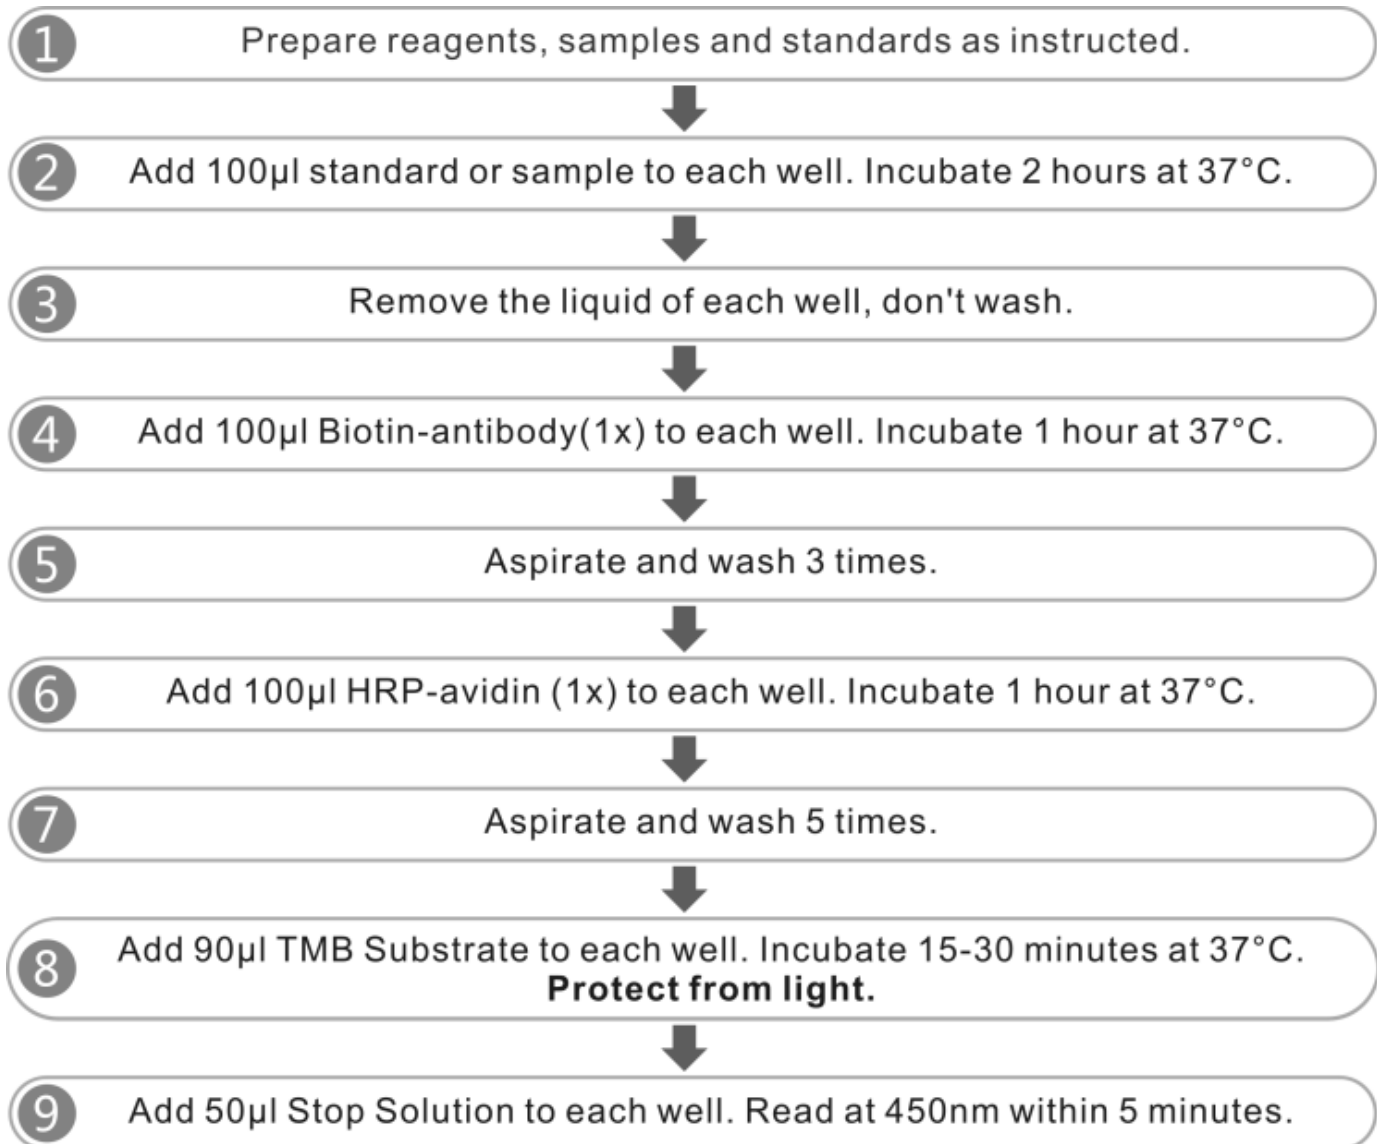 1 Prepare reagents, samples and standards as instructed.
2 Add 100µl standard or sample to each well. Incubate 2 hours at 37°C.
3 Remove the liquid of each well, don't wash.
4 Add 100µl Biotin-antibody(1x) to each well. Incubate 1 hour at 37°C.
5 Aspirate and wash 3 times.
6 Add 100µl HRP-avidin (1x) to each well. Incubate 1 hour at 37°C.
7 Aspirate and wash 5 times.
8 Add 90µl TMB Substrate to each well. Incubate 15-30 minutes at 37°C.
Protect from light.
9 Add 50µl Stop Solution to each well. Read at 450nm within 5 minutes.